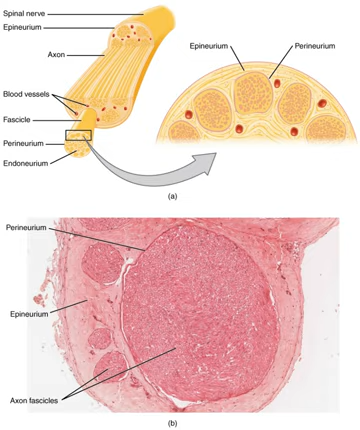 Spinal nerve
Epineurium
Axon
Blood vessels
Fascicle
Perineurium
Endoneurium
Epineurium
Perineurium
(a)
Perineurium
Epineurium
Axon fascicles
(b)